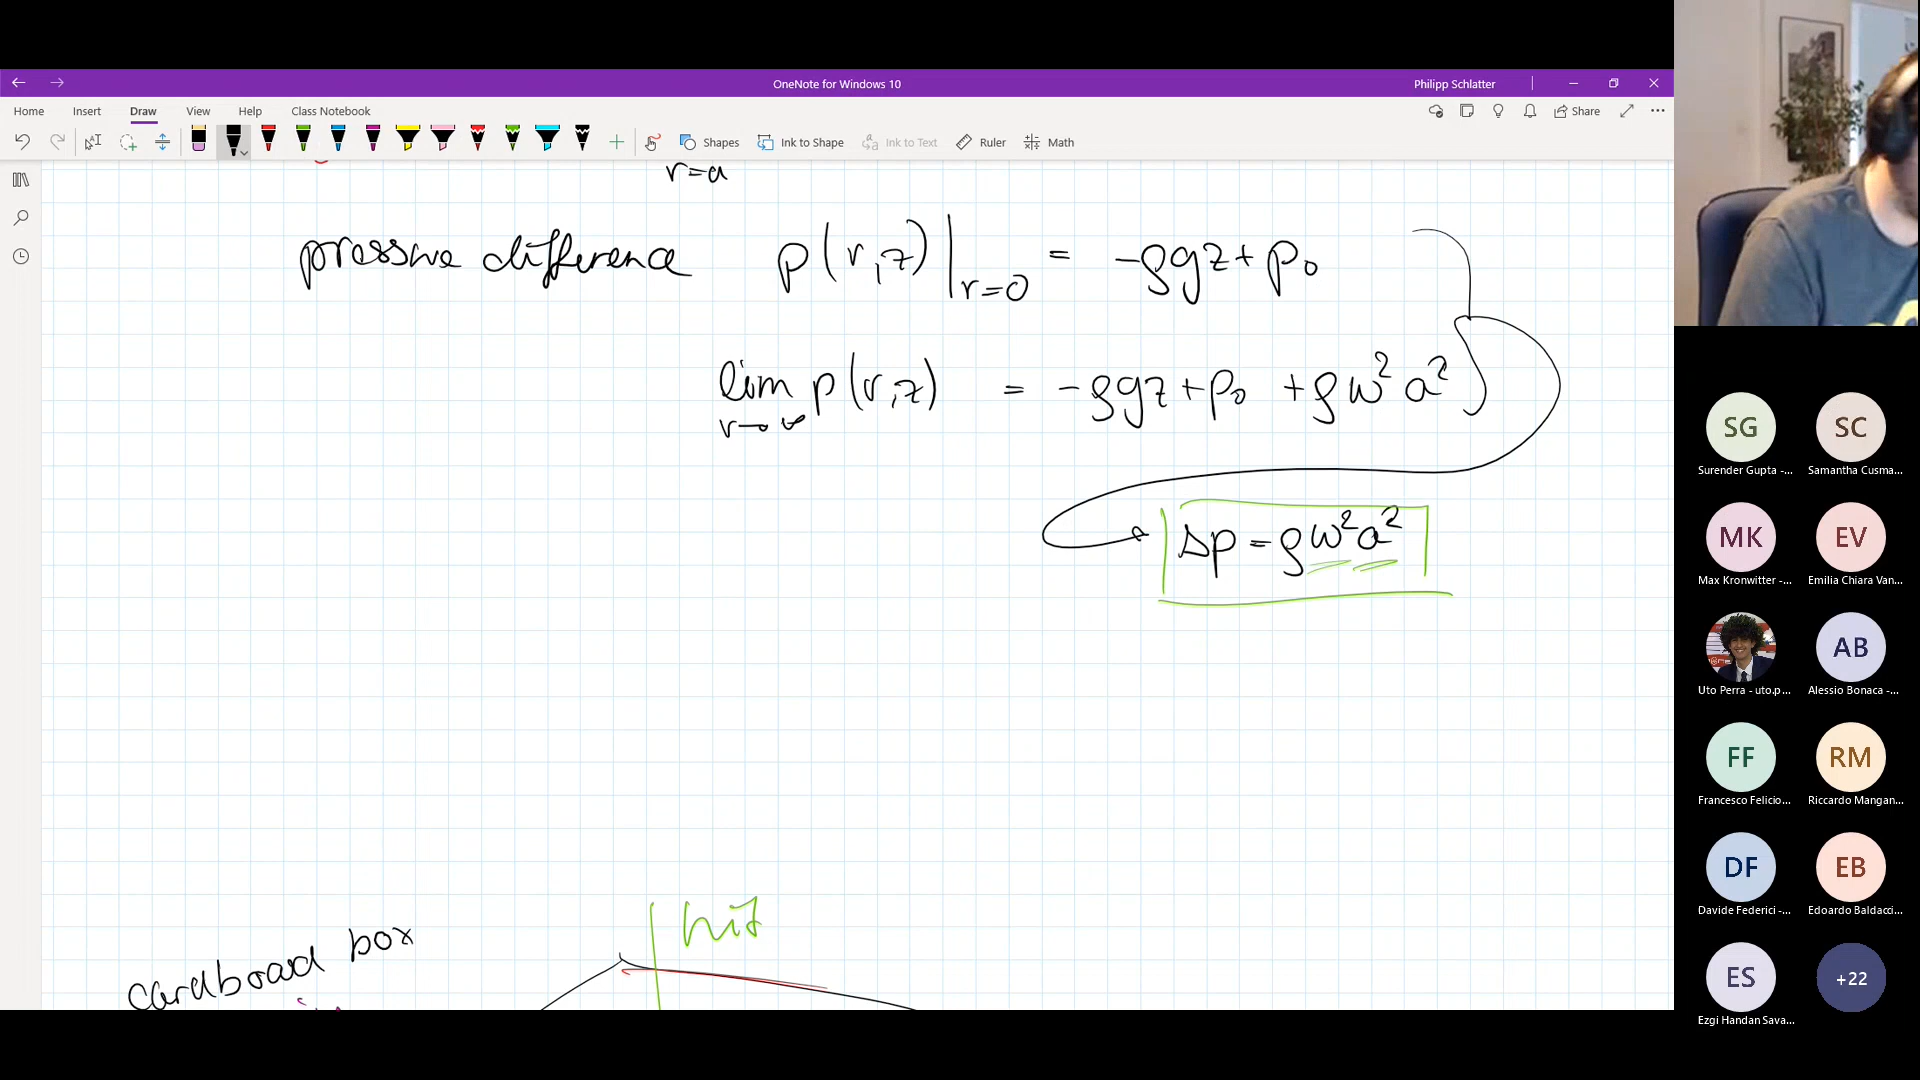 OneNote for Windows 10
Philipp Schlatter
Home Insert Draw View Help Class Notebook
Share
Shapes Ink to Shape Ink to Text Ruler Math
r=a
pressure difference p(r,z)|r=0 = -ρgz+p₀
lim r→∞ p(r,z) = -ρgz+p₀ +ρω²a²
Δp=ρω²a²
hit
cardboard box
SG SC
Surender Gupta -... Samantha Cusma...
MK EV
Max Kronwitter -... Emilia Chiara Van...
AB
Uto Perra - uto.p... Alessio Bonaca -...
FF RM
Francesco Felicio... Riccardo Mangan...
DF EB
Davide Federici -... Edoardo Baldacci...
ES +22
Ezgi Handan Sava...